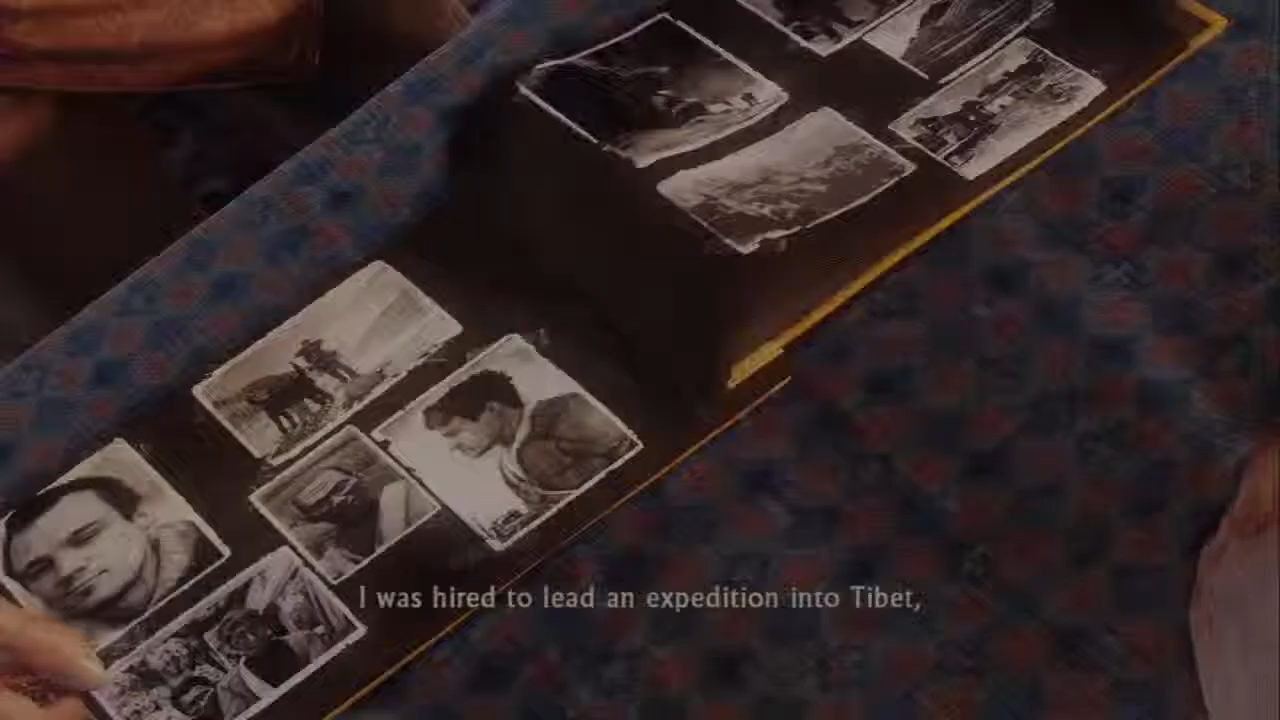 I was hired to lead an expedition into Tibet,